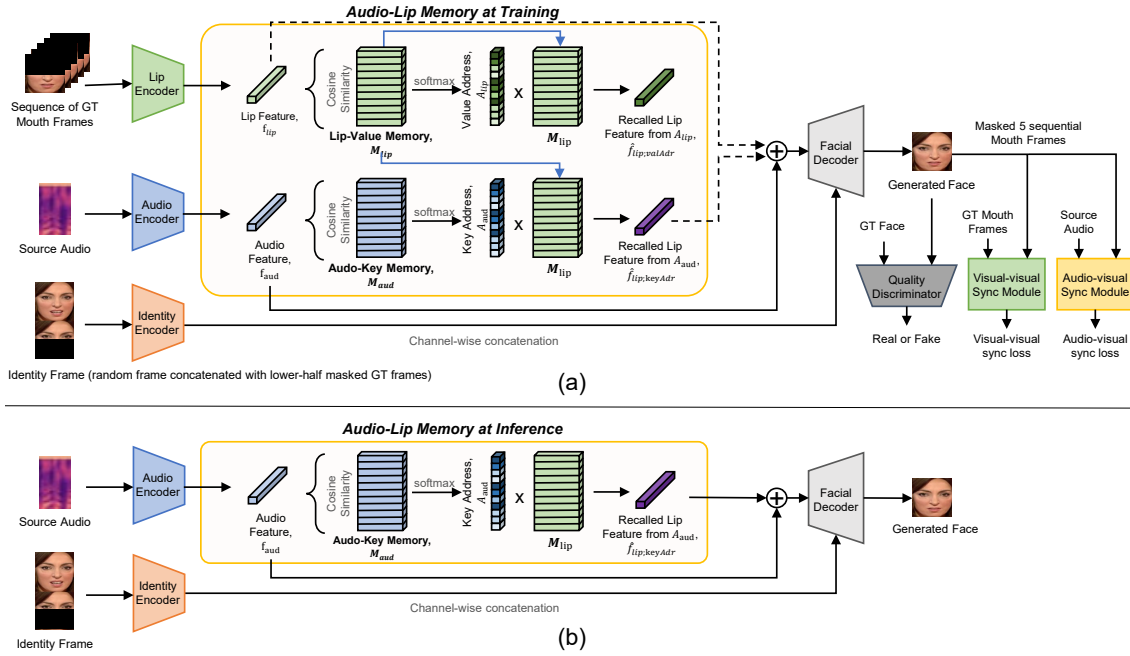 Audio-Lip Memory at Training
Lip
Encoder
Sequence of GT
Mouth Frames
Lip Feature,
f_lip
Cosine
Similarity
Lip-Value Memory,
M_lip
softmax
Value Address,
A_lip
X
M_lip
Recalled Lip
Feature from A_lip,
f̂_lip;valAdr
Audio
Encoder
Source Audio
Audio
Feature,
f_aud
Cosine
Similarity
Audo-Key Memory,
M_aud
softmax
Key Address,
A_aud
X
M_lip
Recalled Lip
Feature from A_aud,
f̂_lip;keyAdr
Identity
Encoder
Identity Frame (random frame concatenated with lower-half masked GT frames)
Channel-wise concatenation
Facial
Decoder
Generated Face
Masked 5 sequential
Mouth Frames
GT Face
GT Mouth
Frames
Source
Audio
Quality
Discriminator
Visual-visual
Sync Module
Audio-visual
Sync Module
Real or Fake
Visual-visual
sync loss
Audio-visual
sync loss
(a)
Audio-Lip Memory at Inference
Audio
Encoder
Source Audio
Audio
Feature,
f_aud
Cosine
Similarity
Audo-Key Memory,
M_aud
softmax
Key Address,
A_aud
X
M_lip
Recalled Lip
Feature from A_aud,
f̂_lip;keyAdr
Facial
Decoder
Generated Face
Identity
Encoder
Identity Frame
Channel-wise concatenation
(b)